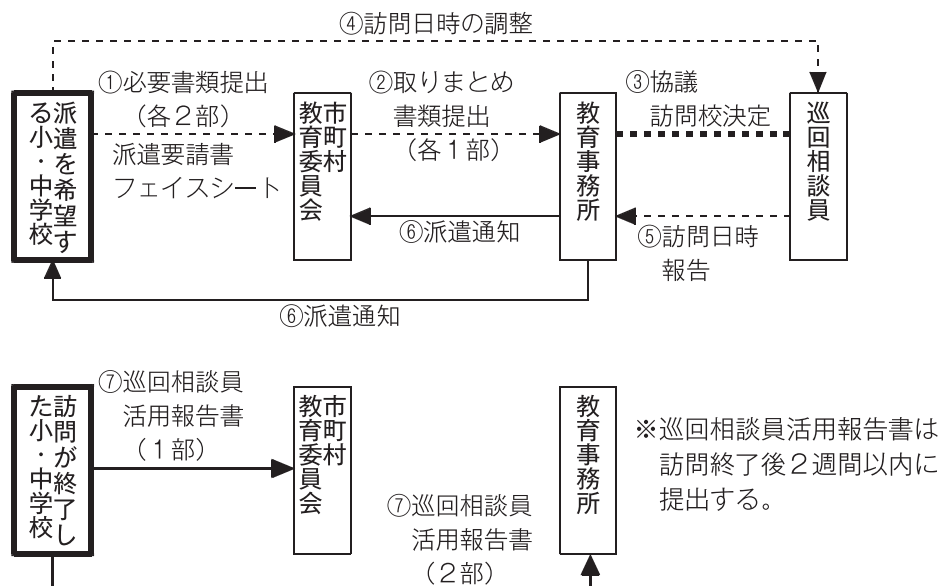 ④訪問日時の調整
派遣を希望す
る小・中学校
①必要書類提出
(各2部)
派遣要請書
フェイスシート
市町村
教育委員会
②取りまとめ
書類提出
(各1部)
教育事務所
③協議
訪問校決定
巡回相談員
⑥派遣通知
⑤訪問日時
報告
⑥派遣通知
訪問が終了し
た小・中学校
⑦巡回相談員
活用報告書
(1部)
市町村
教育委員会
⑦巡回相談員
活用報告書
(2部)
教育事務所
※巡回相談員活用報告書は
訪問終了後2週間以内に
提出する。